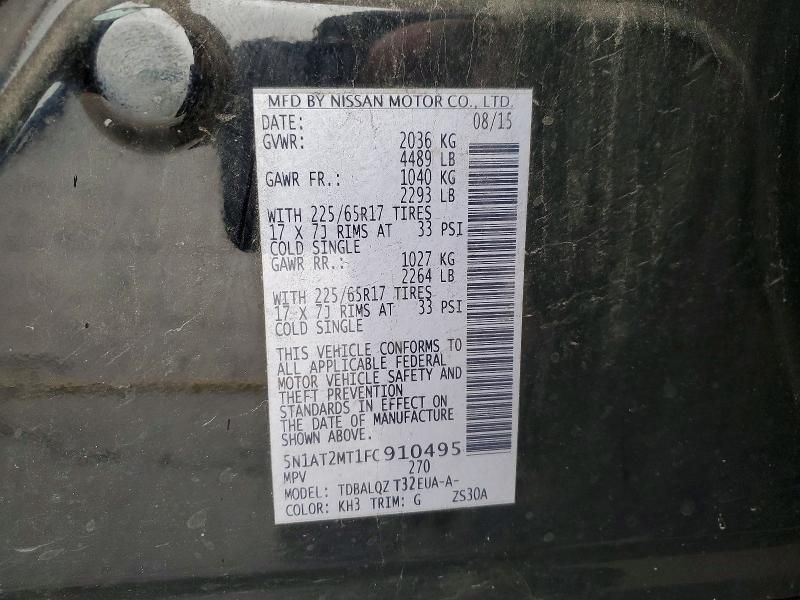 MFD BY NISSAN MOTOR CO., LTD.
DATE: 08/15
GVWR: 2036 KG
4489 LB
GAWR FR.: 1040 KG
2293 LB
WITH 225/65R17 TIRES
17 X 7J RIMS AT 33 PSI
COLD SINGLE
GAWR RR.: 1027 KG
2264 LB
WITH 225/65R17 TIRES
17 X 7J RIMS AT 33 PSI
COLD SINGLE
THIS VEHICLE CONFORMS TO
ALL APPLICABLE FEDERAL
MOTOR VEHICLE SAFETY AND
THEFT PREVENTION
STANDARDS IN EFFECT ON
THE DATE OF MANUFACTURE
SHOWN ABOVE.
5N1AT2MT1FC910495
MPV 270
MODEL: TDBALQZ T32EUA-A-
COLOR: KH3 TRIM: G ZS30A